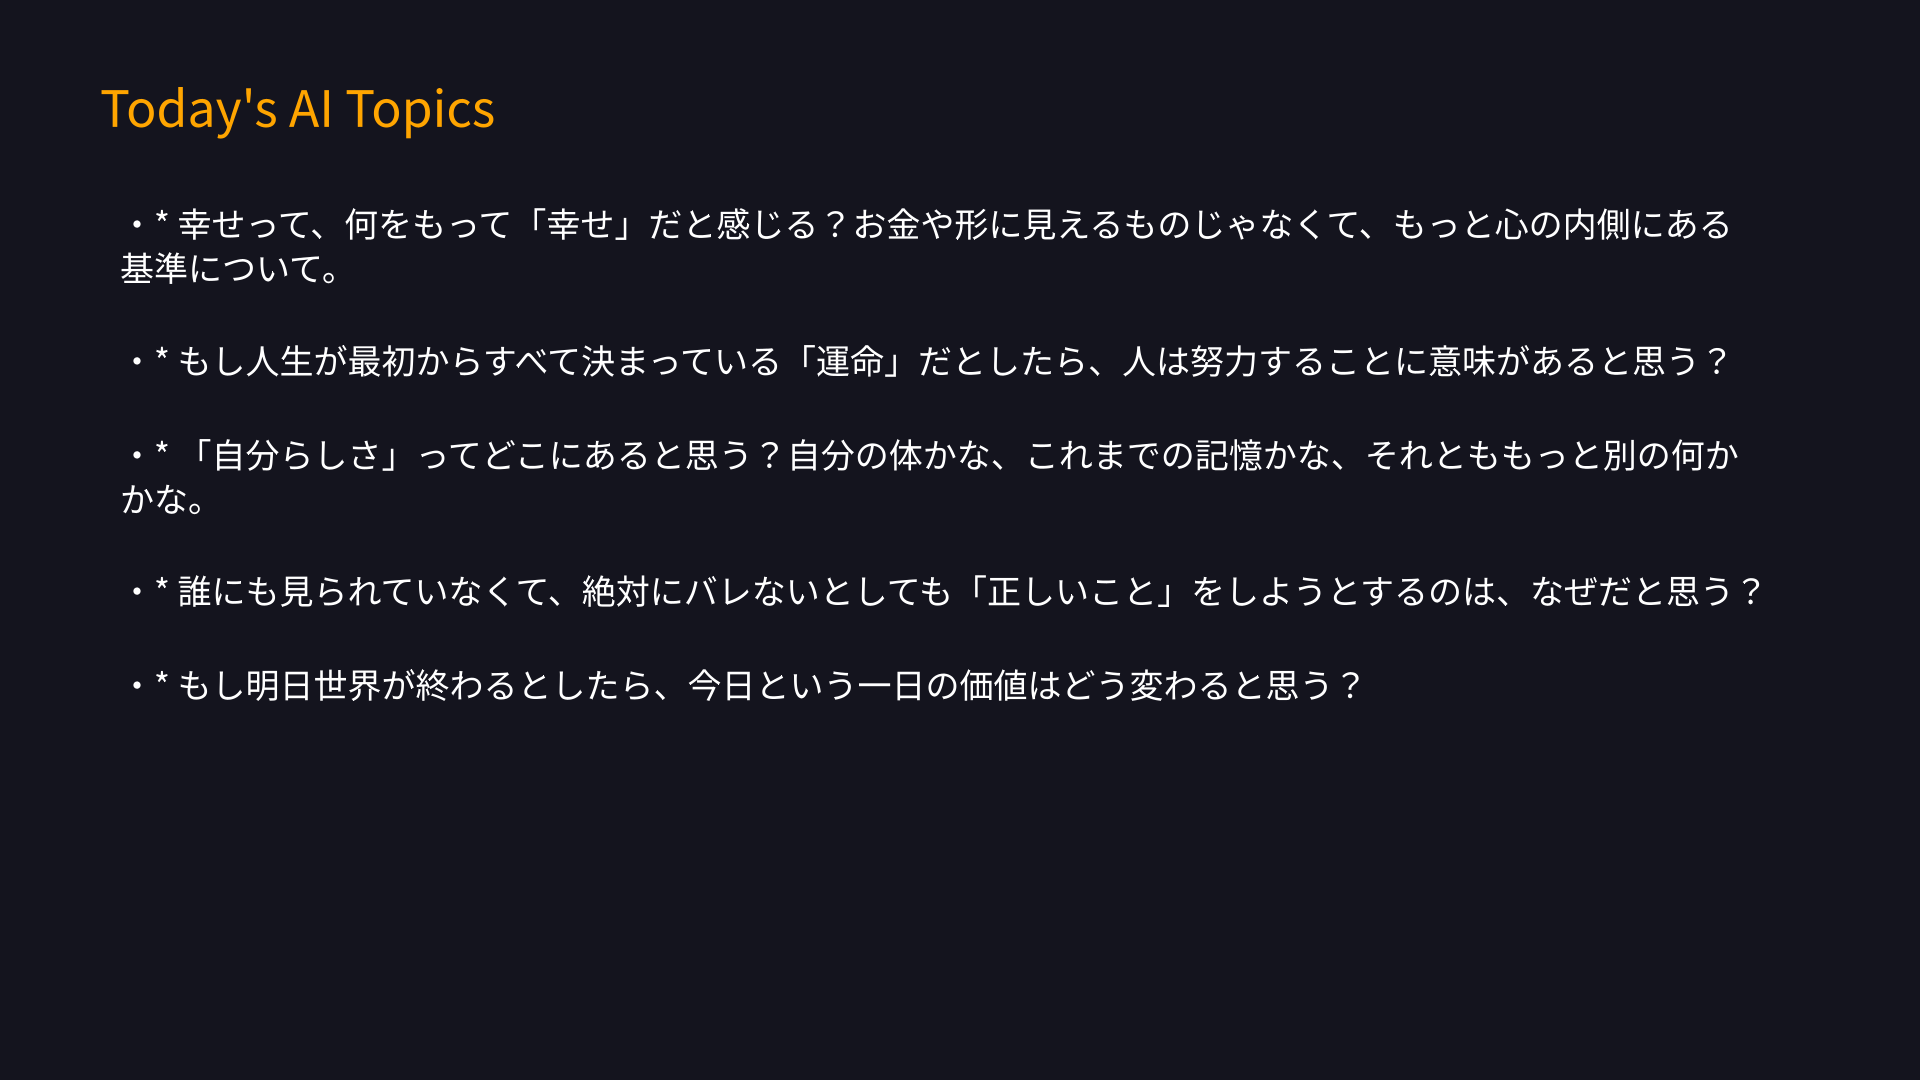 Today's AI Topics
・* 幸せって、何をもって「幸せ」だと感じる？お金や形に見えるものじゃなくて、もっと心の内側にある
基準について。
・* もし人生が最初からすべて決まっている「運命」だとしたら、人は努力することに意味があると思う？
・* 「自分らしさ」ってどこにあると思う？自分の体かな、これまでの記憶かな、それとももっと別の何か
かな。
・* 誰にも見られていなくて、絶対にバレないとしても「正しいこと」をしようとするのは、なぜだと思う？
・* もし明日世界が終わるとしたら、今日という一日の価値はどう変わると思う？